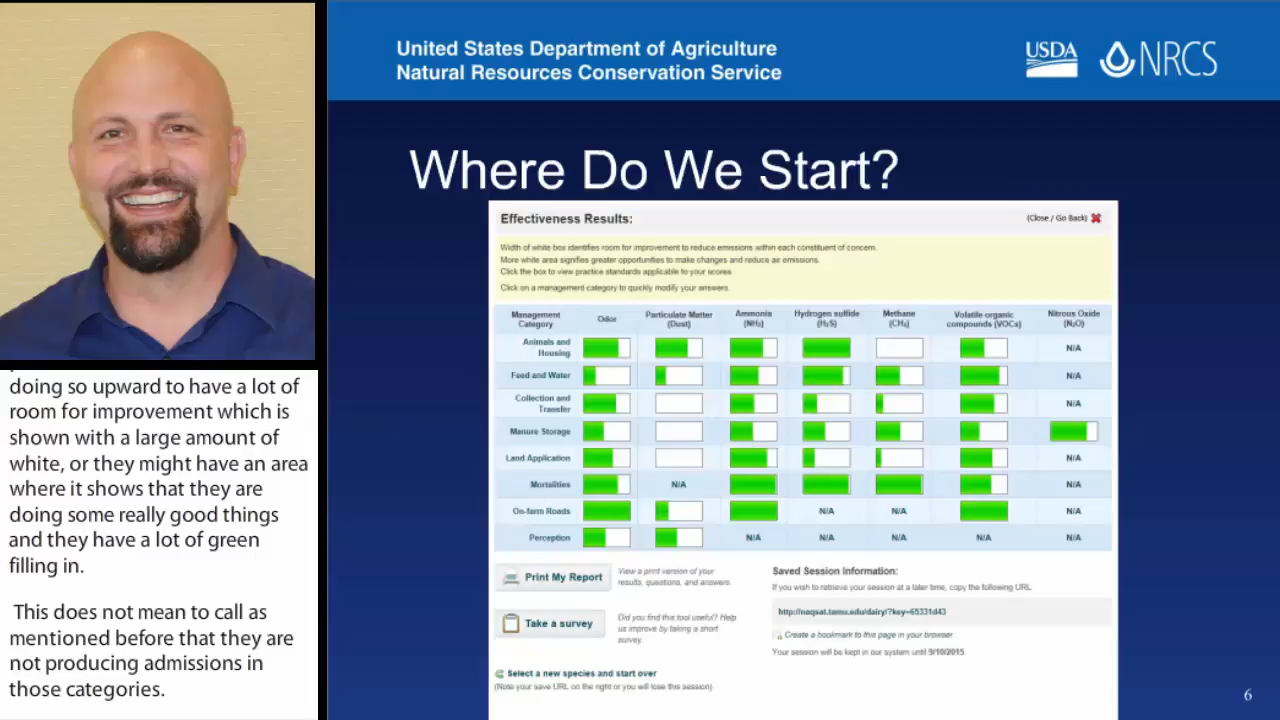 doing so upward to have a lot of
room for improvement which is
shown with a large amount of
white, or they might have an area
where it shows that they are
doing some really good things
and they have a lot of green
filling in.
This does not mean to call as
mentioned before that they are
not producing admissions in
those categories.
United States Department of Agriculture
Natural Resources Conservation Service
USDA
NRCS
Where Do We Start?
Effectiveness Results:
(Close / Go Back)
Width of white box identifies room for improvement to reduce emissions within each constituent of concern.
More white area signifies greater opportunities to make changes and reduce air emissions.
Click the box to view practice standards applicable to your scores
Click on a management category to quickly modify your answers.
Management Category
Odor
Particulate Matter (Dust)
Ammonia (NH₃)
Hydrogen sulfide (H₂S)
Methane (CH₄)
Volatile organic compounds (VOCs)
Nitrous Oxide (N₂O)
Animals and Housing N/A
Feed and Water N/A
Collection and Transfer N/A
Manure Storage
Land Application N/A
Mortalities N/A N/A
On-farm Roads N/A N/A N/A
Perception N/A N/A N/A N/A N/A
Print My Report
View a print version of your
results, questions, and answers.
Take a survey
Did you find this tool useful? Help
us improve by taking a short
survey.
Select a new species and start over
(Note your save URL on the right or you will lose this session)
Saved Session Information:
If you wish to retrieve your session at a later time, copy the following URL
http://naqsat.tamu.edu/dairy/?key=65331d43
Create a bookmark to this page in your browser
Your session will be kept in our system until 9/10/2015.
6